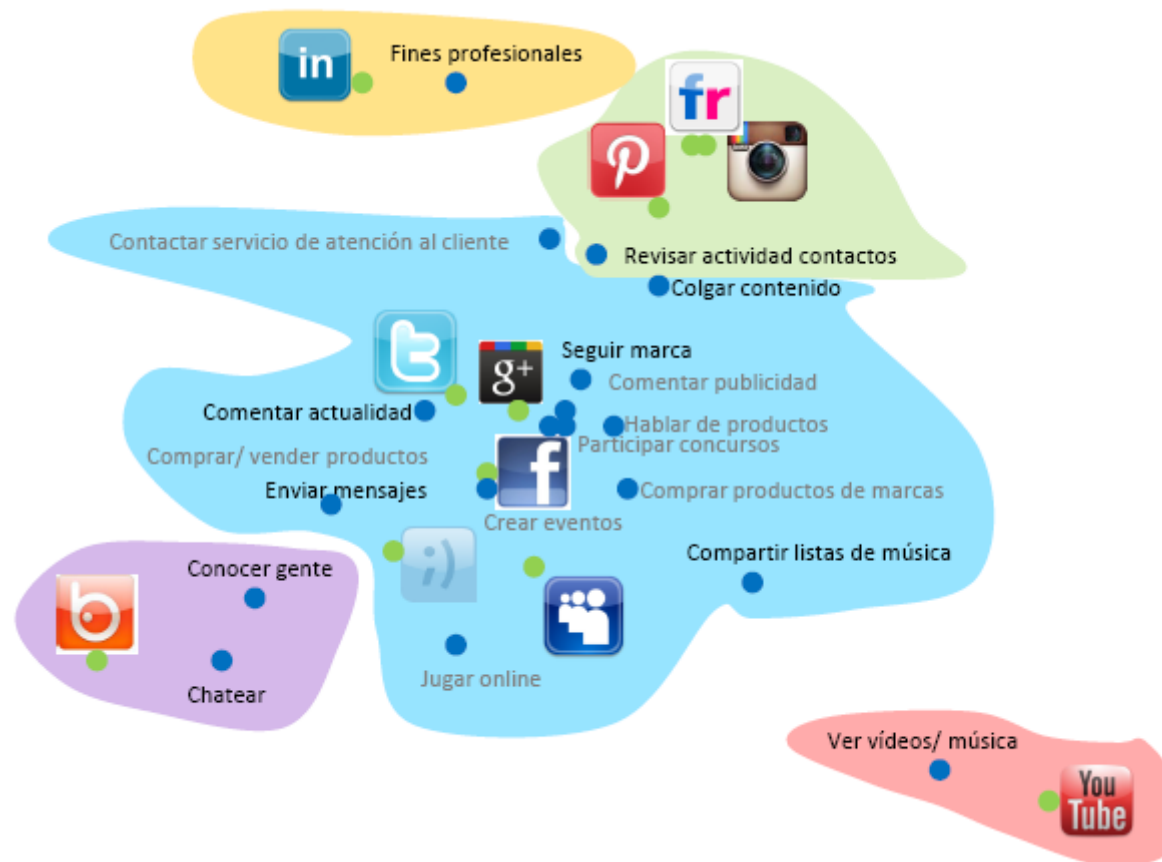 in
Fines profesionales
fr
Contactar servicio de atención al cliente
Revisar actividad contactos
Colgar contenido
t
g+
Seguir marca
Comentar publicidad
Comentar actualidad
Hablar de productos
Participar concursos
Comprar/ vender productos
f
Enviar mensajes
Comprar productos de marcas
Crear eventos
;)
Compartir listas de música
Conocer gente
b
Jugar online
Chatear
Ver vídeos/ música
You
Tube